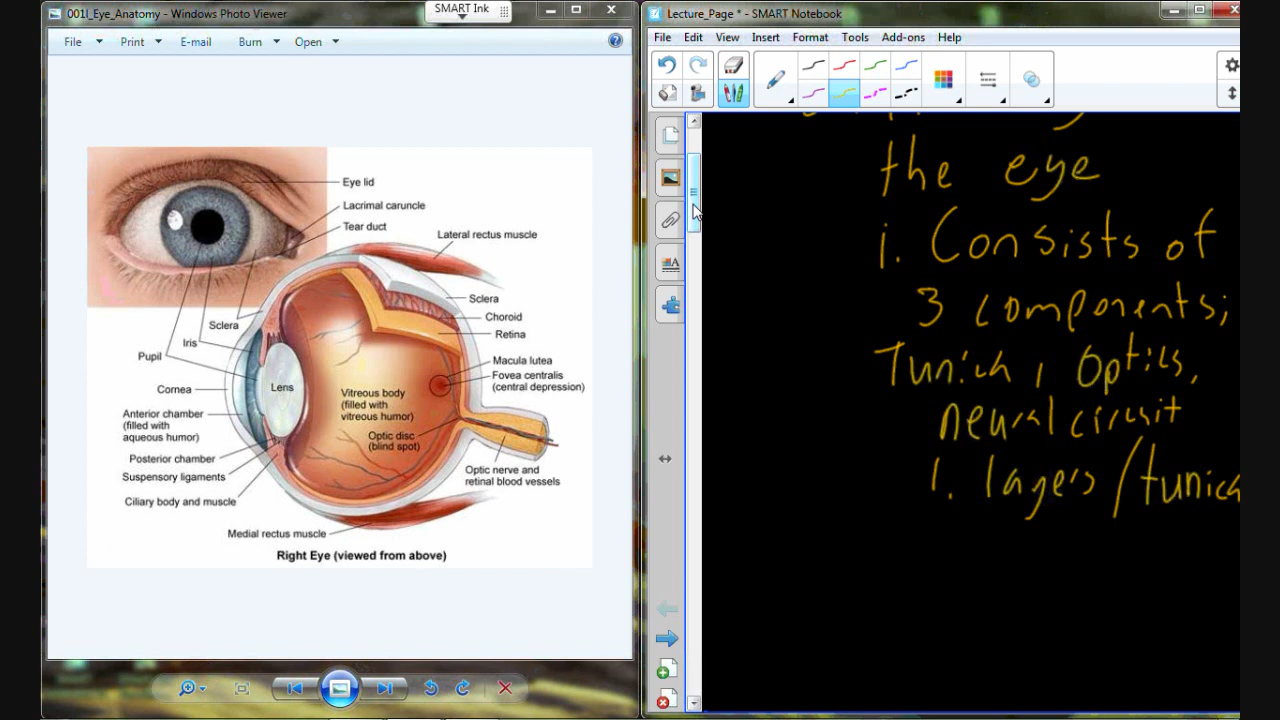 001I_Eye_Anatomy - Windows Photo Viewer
SMART Ink
File
Print
E-mail
Burn
Open
Eye lid
Lacrimal caruncle
Tear duct
Lateral rectus muscle
Sclera
Choroid
Retina
Macula lutea
Fovea centralis
(central depression)
Sclera
Iris
Pupil
Cornea
Lens
Vitreous body
(filled with
vitreous humor)
Anterior chamber
(filled with
aqueous humor)
Optic disc
(blind spot)
Posterior chamber
Suspensory ligaments
Optic nerve and
retinal blood vessels
Ciliary body and muscle
Medial rectus muscle
Right Eye (viewed from above)
Lecture_Page * - SMART Notebook
File Edit View Insert Format Tools Add-ons Help
the eye
i. Consists of
3 components;
Tunica, Optics,
neural circuit
1. layers/tunica